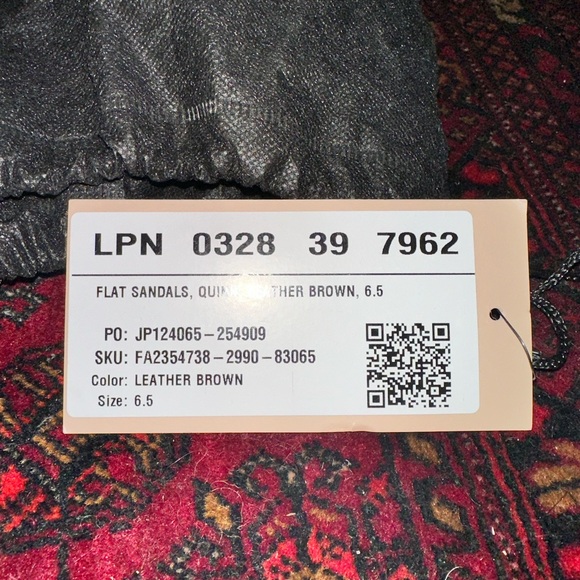 LPN 0328 39 7962
FLAT SANDALS, BROWN, 6.5
PO: JP124065-254909
SKU: FA2354738-2990-83065
Color: LEATHER BROWN
Size: 6.5